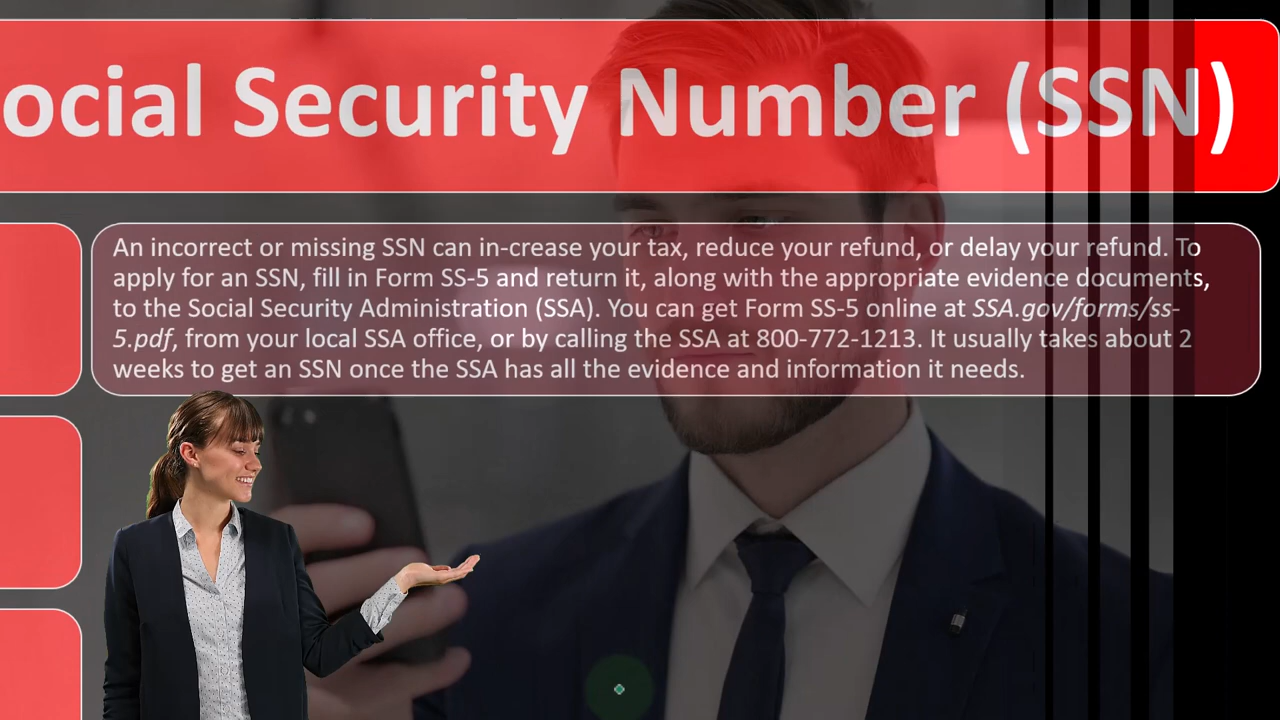 ocial Security Number (SSN)
An incorrect or missing SSN can in-crease your tax, reduce your refund, or delay your refund. To
apply for an SSN, fill in Form SS-5 and return it, along with the appropriate evidence documents,
to the Social Security Administration (SSA). You can get Form SS-5 online at SSA.gov/forms/ss-
5.pdf, from your local SSA office, or by calling the SSA at 800-772-1213. It usually takes about 2
weeks to get an SSN once the SSA has all the evidence and information it needs.